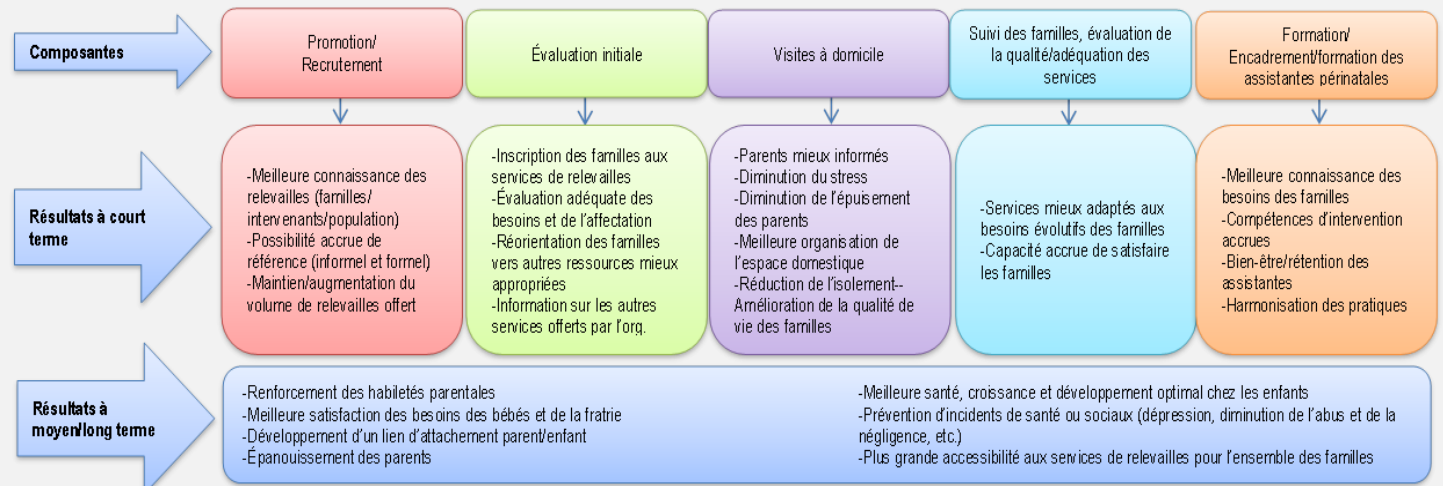 Composantes
Promotion/
Recrutement
Évaluation initiale
Visites à domicile
Suivi des familles, évaluation de
la qualité/adéquation des
services
Formation/
Encadrement/formation des
assistantes périnatales
Résultats à court
terme
-Meilleure connaissance des
relevailles (familles/
intervenants/population)
-Possibilité accrue de
référence (informel et formel)
-Maintien/augmentation du
volume de relevailles offert
-Inscription des familles aux
services de relevailles
-Évaluation adéquate des
besoins et de l'affectation
-Réorientation des familles
vers autres ressources mieux
appropriées
-Information sur les autres
services offerts par l'org.
-Parents mieux informés
-Diminution du stress
-Diminution de l'épuisement
des parents
-Meilleure organisation de
l'espace domestique
-Réduction de l'isolement--
Amélioration de la qualité de
vie des familles
-Services mieux adaptés aux
besoins évolutifs des familles
-Capacité accrue de satisfaire
les familles
-Meilleure connaissance des
besoins des familles
-Compétences d'intervention
accrues
-Bien-être/rétention des
assistantes
-Harmonisation des pratiques
Résultats à
moyen/long terme
-Renforcement des habiletés parentales
-Meilleure satisfaction des besoins des bébés et de la fratrie
-Développement d'un lien d'attachement parent/enfant
-Épanouissement des parents
-Meilleure santé, croissance et développement optimal chez les enfants
-Prévention d'incidents de santé ou sociaux (dépression, diminution de l'abus et de la
négligence, etc.)
-Plus grande accessibilité aux services de relevailles pour l'ensemble des familles